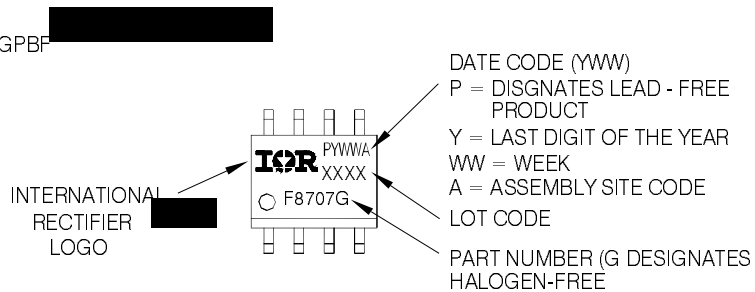 GPBF
DATE CODE (YWW)
P = DISGNATES LEAD - FREE
PRODUCT
Y = LAST DIGIT OF THE YEAR
WW = WEEK
A = ASSEMBLY SITE CODE
IOR PYWWA
XXXX
F8707G
INTERNATIONAL
RECTIFIER
LOGO
LOT CODE
PART NUMBER (G DESIGNATES
HALOGEN-FREE